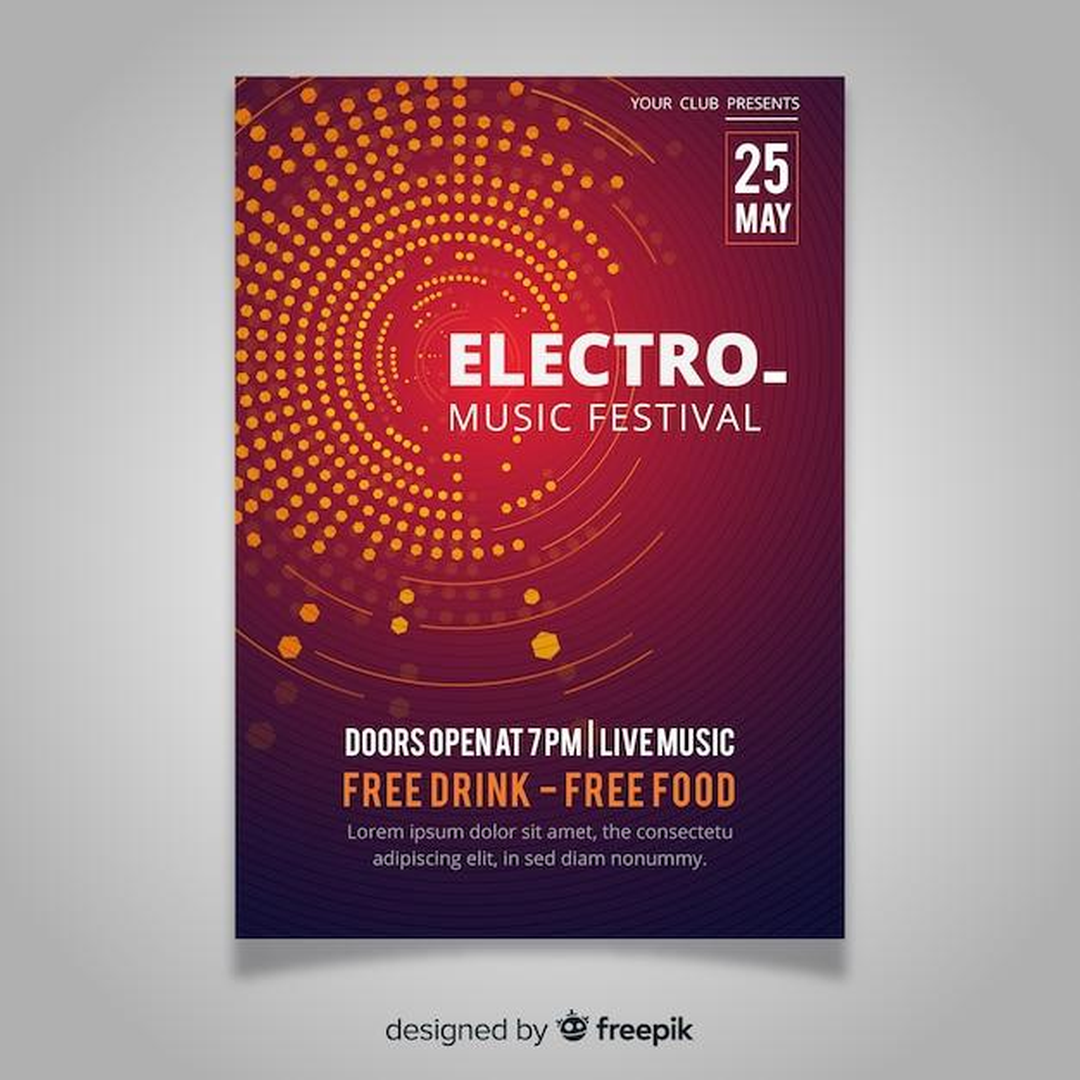 YOUR CLUB PRESENTS
25
MAY
ELECTRO_
MUSIC FESTIVAL
DOORS OPEN AT 7 PM | LIVE MUSIC
FREE DRINK – FREE FOOD
Lorem ipsum dolor sit amet, the consectetu
adipiscing elit, in sed diam nonummy.
designed by freepik